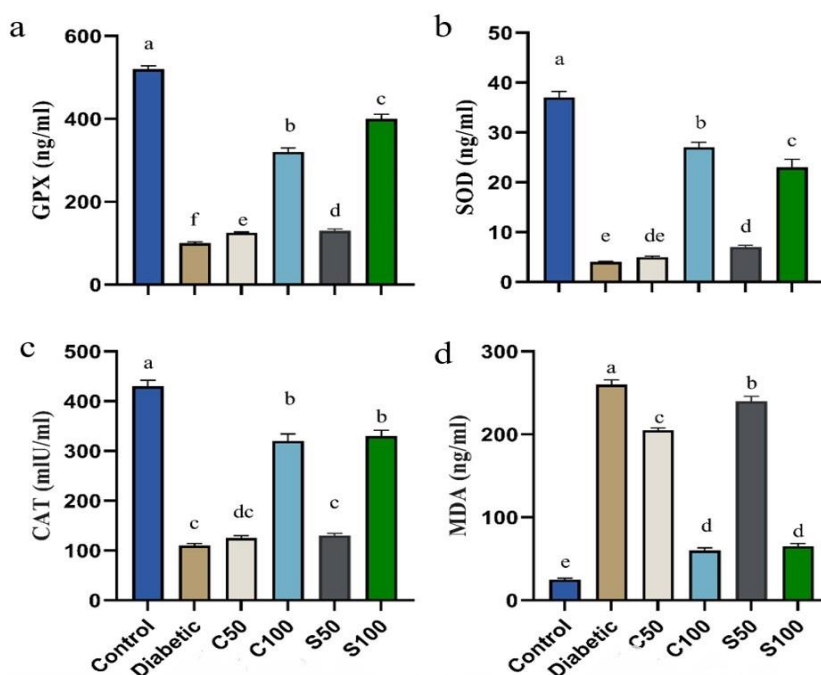 a
GPX (ng/ml)
600
400
200
0
a
f
e
b
d
c
b
SOD (ng/ml)
50
40
30
20
10
0
a
e
de
b
d
c
c
CAT (mIU/ml)
500
400
300
200
100
0
a
c
dc
b
c
b
Control
Diabetic
C50
C100
S50
S100
d
MDA (ng/ml)
300
200
100
0
e
a
c
d
b
d
Control
Diabetic
C50
C100
S50
S100